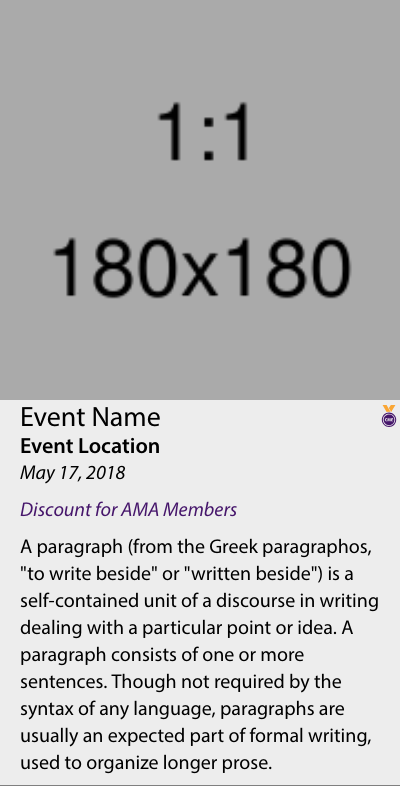 1:1
180x180
Event Name
Event Location
May 17, 2018
Discount for AMA Members
A paragraph (from the Greek paragraphos,
"to write beside" or "written beside") is a
self-contained unit of a discourse in writing
dealing with a particular point or idea. A
paragraph consists of one or more
sentences. Though not required by the
syntax of any language, paragraphs are
usually an expected part of formal writing,
used to organize longer prose.